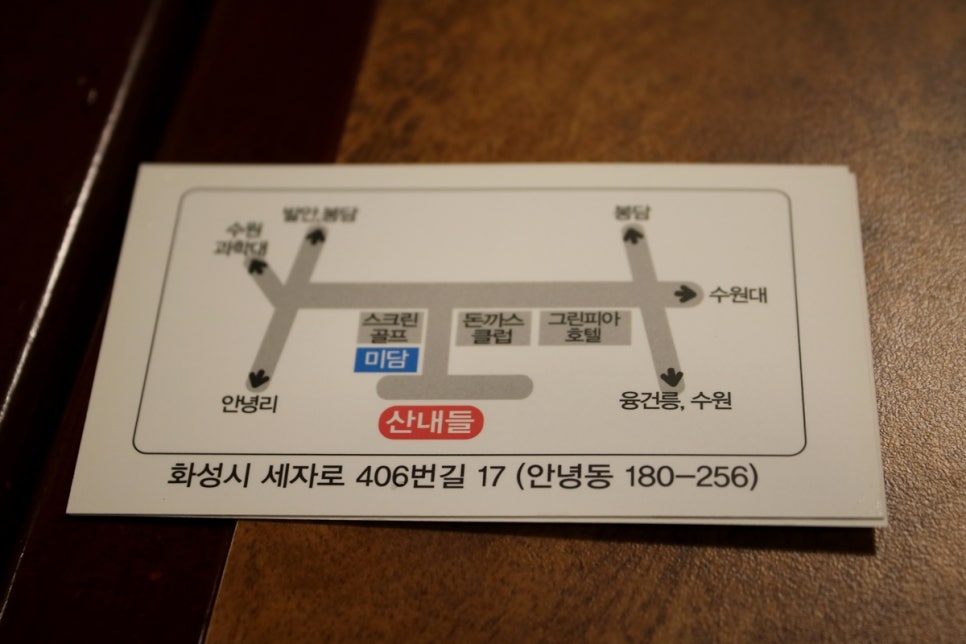 발안,봉담
봉담
수원
과학대
수원대
스크린
골프
돈까스
클럽
그린피아
호텔
미담
안녕리
융건릉, 수원
산내들
화성시 세자로 406번길 17 (안녕동 180-256)